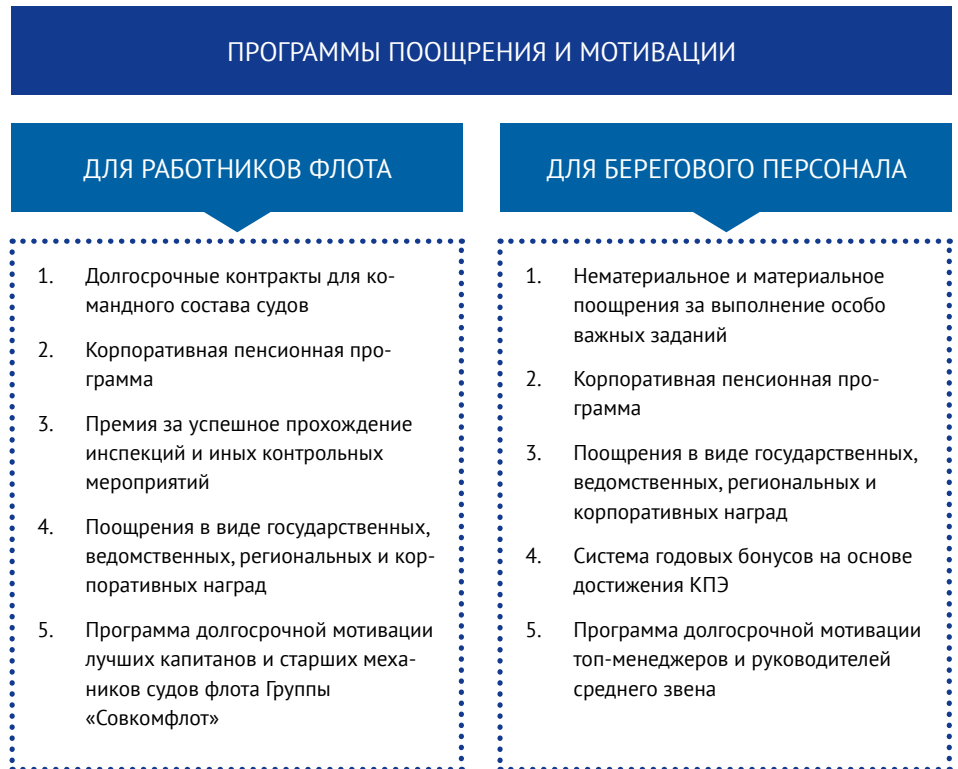 ПРОГРАММЫ ПООЩРЕНИЯ И МОТИВАЦИИ
ДЛЯ РАБОТНИКОВ ФЛОТА
1. Долгосрочные контракты для ко-
мандного состава судов
2. Корпоративная пенсионная про-
грамма
3. Премия за успешное прохождение
инспекций и иных контрольных
мероприятий
4. Поощрения в виде государственных,
ведомственных, региональных и кор-
поративных наград
5. Программа долгосрочной мотивации
лучших капитанов и старших меха-
ников судов флота Группы
«Совкомфлот»
ДЛЯ БЕРЕГОВОГО ПЕРСОНАЛА
1. Нематериальное и материальное
поощрения за выполнение особо
важных заданий
2. Корпоративная пенсионная про-
грамма
3. Поощрения в виде государственных,
ведомственных, региональных и
корпоративных наград
4. Система годовых бонусов на основе
достижения КПЭ
5. Программа долгосрочной мотивации
топ-менеджеров и руководителей
среднего звена